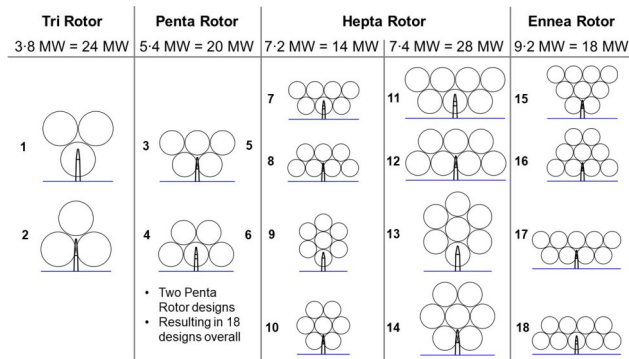 Tri Rotor
Penta Rotor
Hepta Rotor
Ennea Rotor
3·8 MW = 24 MW
5·4 MW = 20 MW
7·2 MW = 14 MW
7·4 MW = 28 MW
9·2 MW = 18 MW
1
2
3
5
4
6
• Two Penta
Rotor designs
• Resulting in 18
designs overall
7
8
9
10
11
12
13
14
15
16
17
18